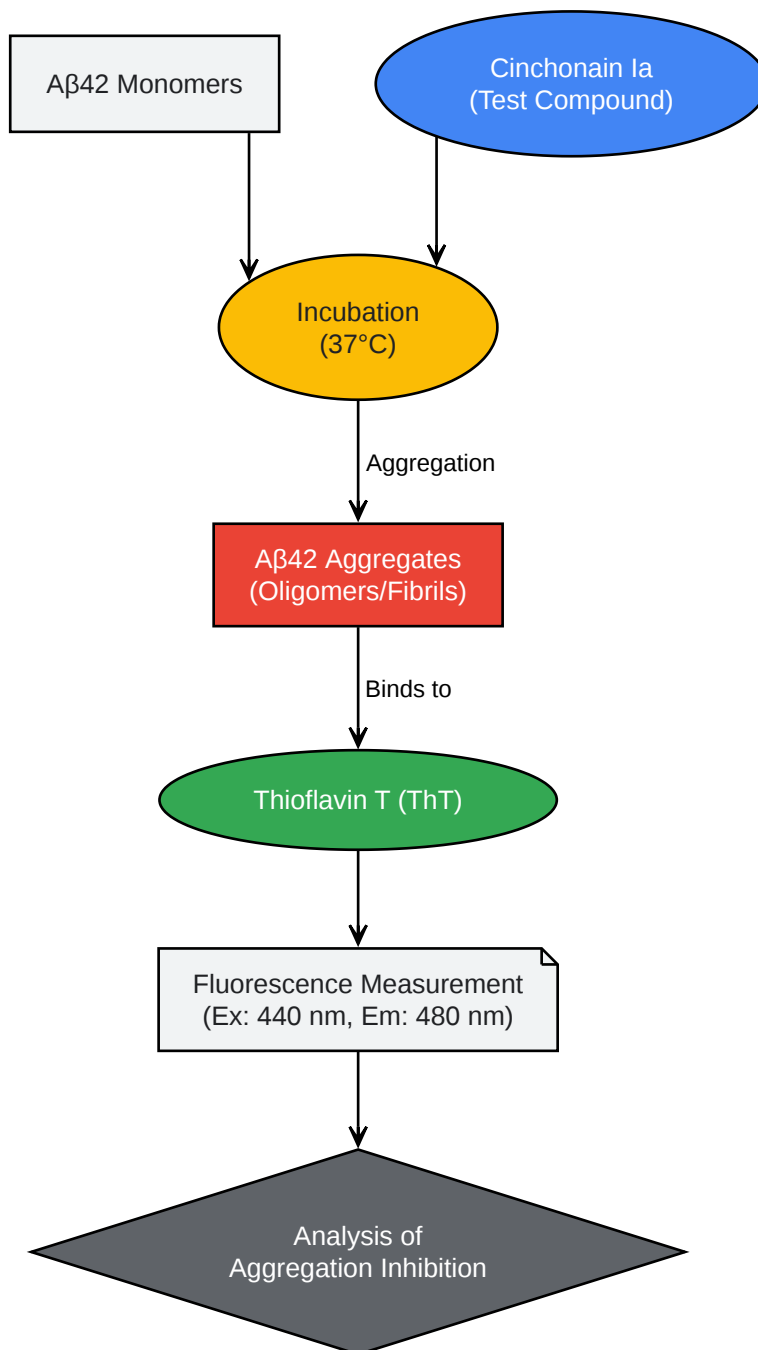 Aβ42 Monomers
Cinchonain Ia
(Test Compound)
Incubation
(37°C)
Aggregation
Aβ42 Aggregates
(Oligomers/Fibrils)
Binds to
Thioflavin T (ThT)
Fluorescence Measurement
(Ex: 440 nm, Em: 480 nm)
Analysis of
Aggregation Inhibition